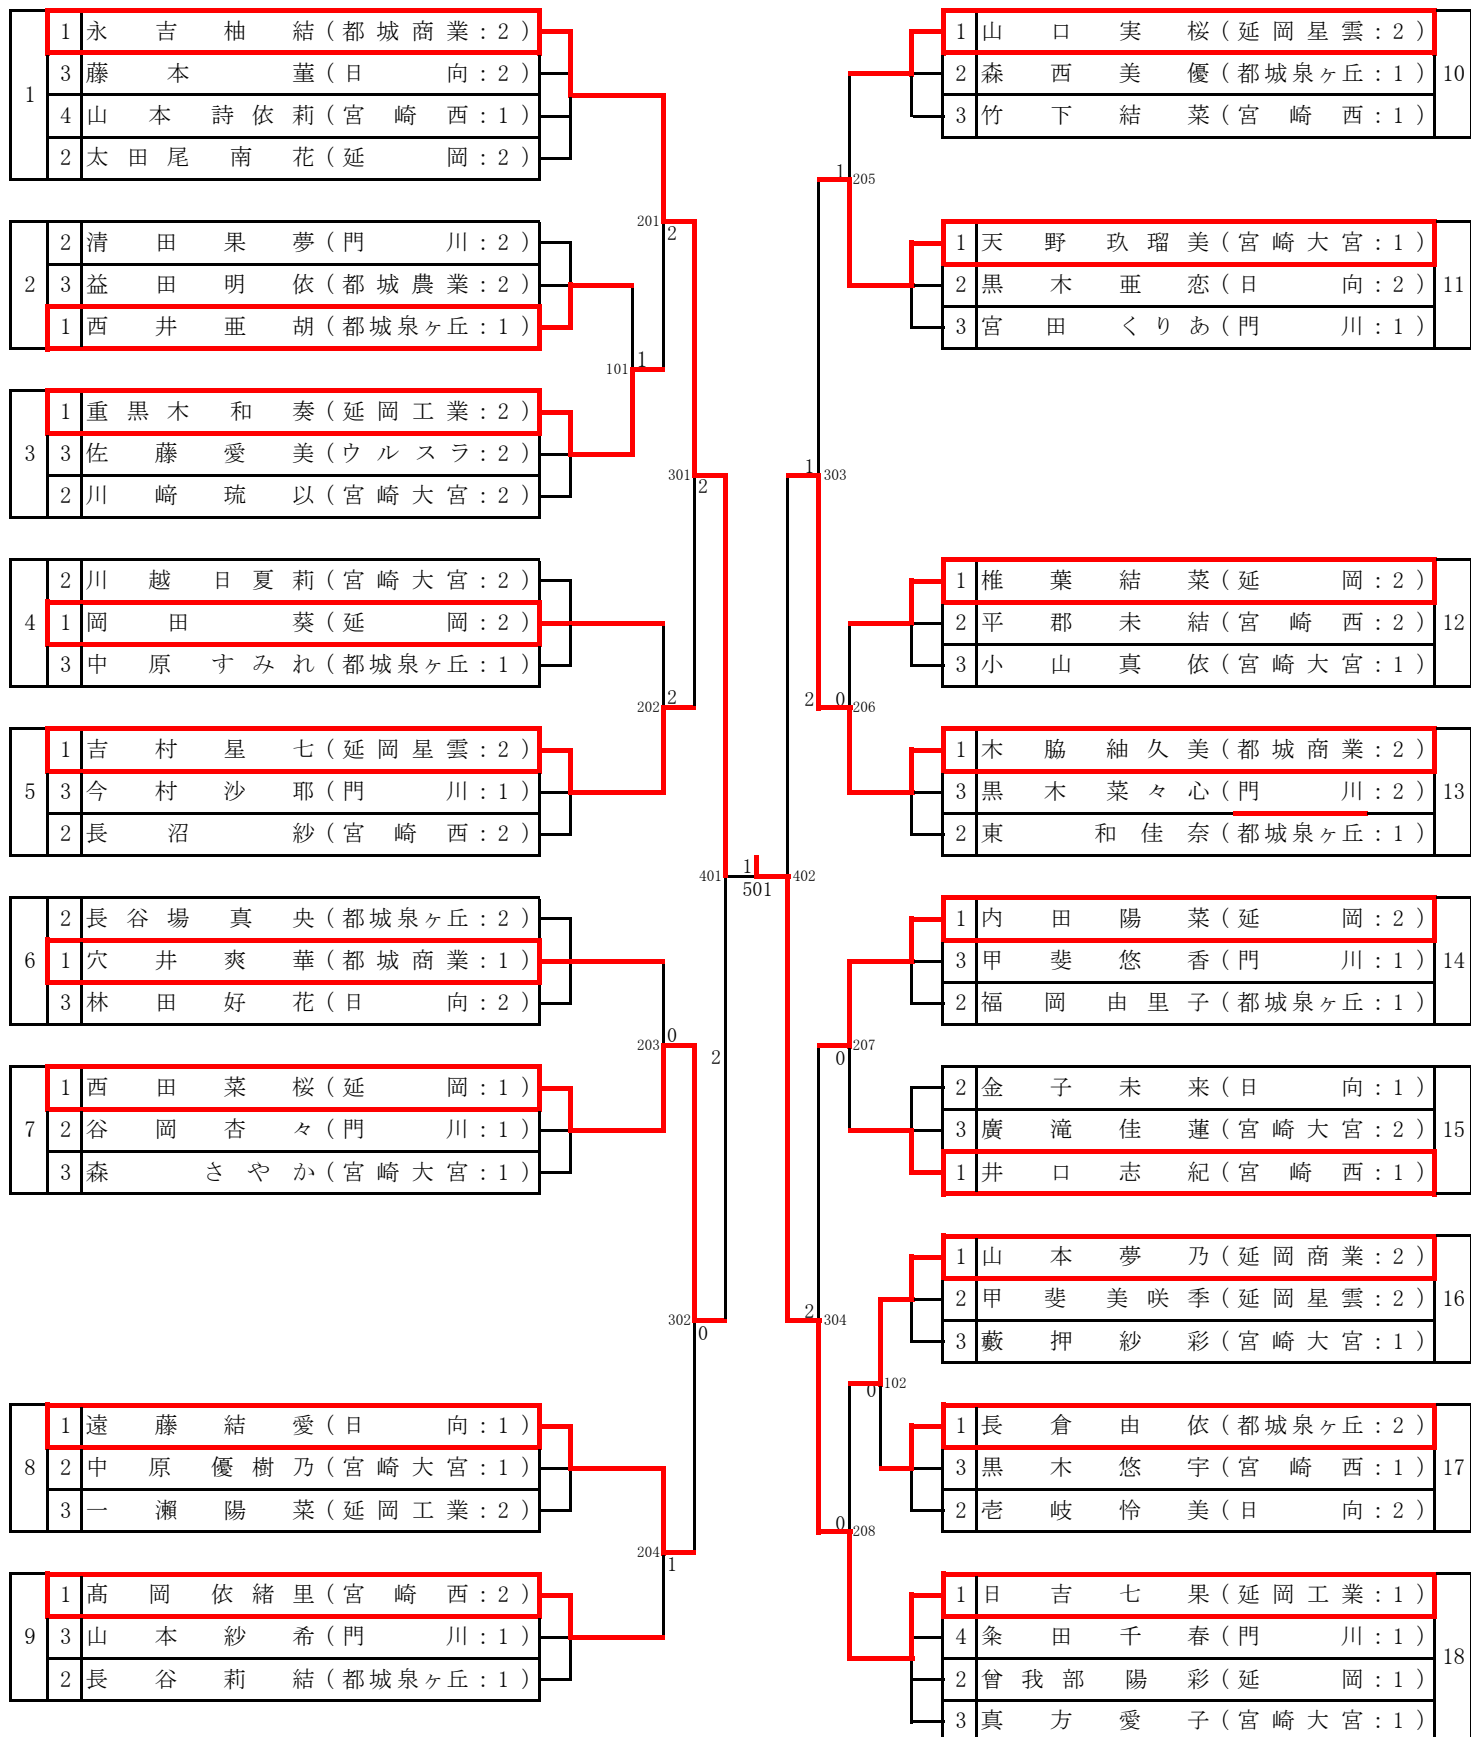 1
1 永吉柚結(都城商業:2)
3 藤本菫(日向:2)
4 山本詩依莉(宮崎西:1)
2 太田尾南花(延岡:2)
2
2 清田果夢(門川:2)
3 益田明依(都城農業:2)
1 西井亜胡(都城泉ヶ丘:1)
3
1 重黒木和奏(延岡工業:2)
3 佐藤愛美(ウルスラ:2)
2 川﨑琉以(宮崎大宮:2)
4
2 川越日夏莉(宮崎大宮:2)
1 岡田葵(延岡:2)
3 中原すみれ(都城泉ヶ丘:1)
5
1 吉村星七(延岡星雲:2)
3 今村沙耶(門川:1)
2 長沼紗(宮崎西:2)
6
2 長谷場真央(都城泉ヶ丘:2)
1 穴井爽華(都城商業:1)
3 林田好花(日向:2)
7
1 西田菜桜(延岡:1)
2 谷岡杏々(門川:1)
3 森さやか(宮崎大宮:1)
8
1 遠藤結愛(日向:1)
2 中原優樹乃(宮崎大宮:1)
3 一瀬陽菜(延岡工業:2)
9
1 髙岡依緒里(宮崎西:2)
3 山本紗希(門川:1)
2 長谷莉結(都城泉ヶ丘:1)
201
2
101
1
301
2
202
2
203
0
2
302
0
204
1
401
1
501
402
1
205
1
303
2
0
206
207
0
2
304
0
102
0
208
10
1 山口実桜(延岡星雲:2)
2 森西美優(都城泉ヶ丘:1)
3 竹下結菜(宮崎西:1)
11
1 天野玖瑠美(宮崎大宮:1)
2 黒木亜恋(日向:2)
3 宮田くりあ(門川:1)
12
1 椎葉結菜(延岡:2)
2 平郡未結(宮崎西:2)
3 小山真依(宮崎大宮:1)
13
1 木脇紬久美(都城商業:2)
3 黒木菜々心(門川:2)
2 東和佳奈(都城泉ヶ丘:1)
14
1 内田陽菜(延岡:2)
3 甲斐悠香(門川:1)
2 福岡由里子(都城泉ヶ丘:1)
15
2 金子未来(日向:1)
3 廣滝佳蓮(宮崎大宮:2)
1 井口志紀(宮崎西:1)
16
1 山本夢乃(延岡商業:2)
2 甲斐美咲季(延岡星雲:2)
3 藪押紗彩(宮崎大宮:1)
17
1 長倉由依(都城泉ヶ丘:2)
3 黒木悠宇(宮崎西:1)
2 壱岐怜美(日向:2)
18
1 日吉七果(延岡工業:1)
4 粂田千春(門川:1)
2 曾我部陽彩(延岡:1)
3 真方愛子(宮崎大宮:1)